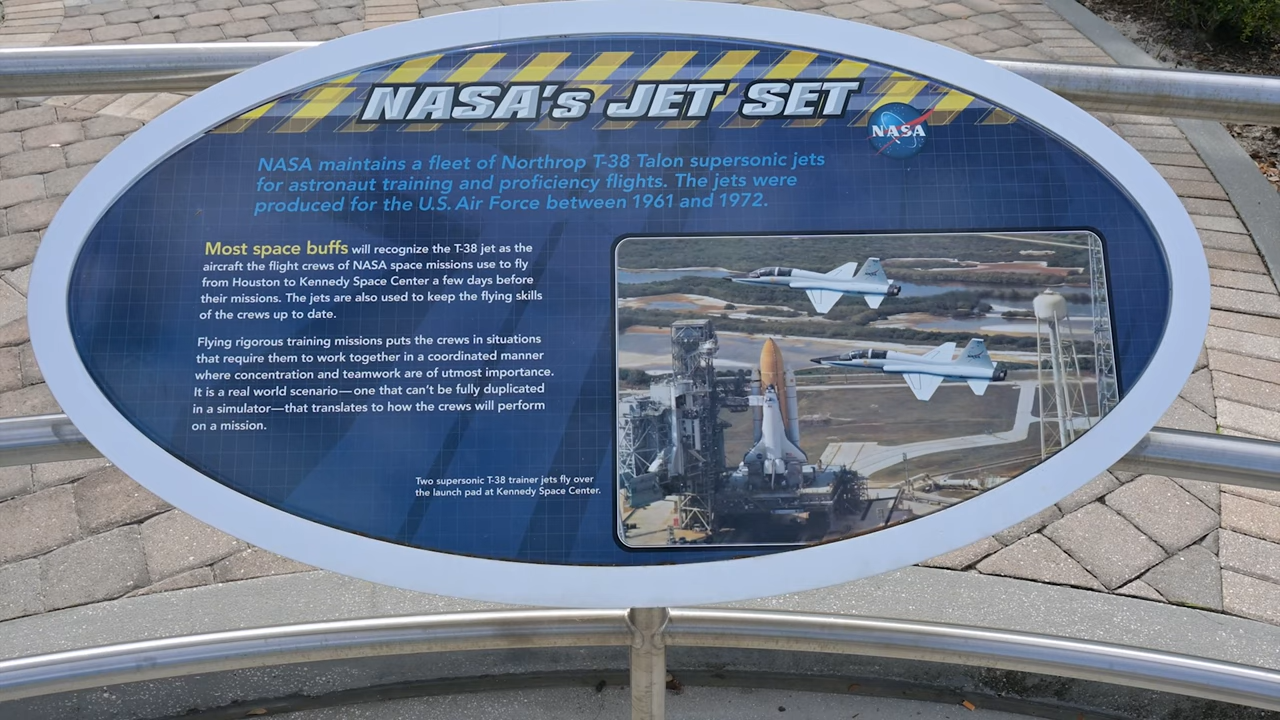 NASA's JET SET
NASA
NASA maintains a fleet of Northrop T-38 Talon supersonic jets
for astronaut training and proficiency flights. The jets were
produced for the U.S. Air Force between 1961 and 1972.
Most space buffs will recognize the T-38 jet as the
aircraft the flight crews of NASA space missions use to fly
from Houston to Kennedy Space Center a few days before
their missions. The jets are also used to keep the flying skills
of the crews up to date.
Flying rigorous training missions puts the crews in situations
that require them to work together in a coordinated manner
where concentration and teamwork are of utmost importance.
It is a real world scenario—one that can't be fully duplicated
in a simulator—that translates to how the crews will perform
on a mission.
Two supersonic T-38 trainer jets fly over
the launch pad at Kennedy Space Center.